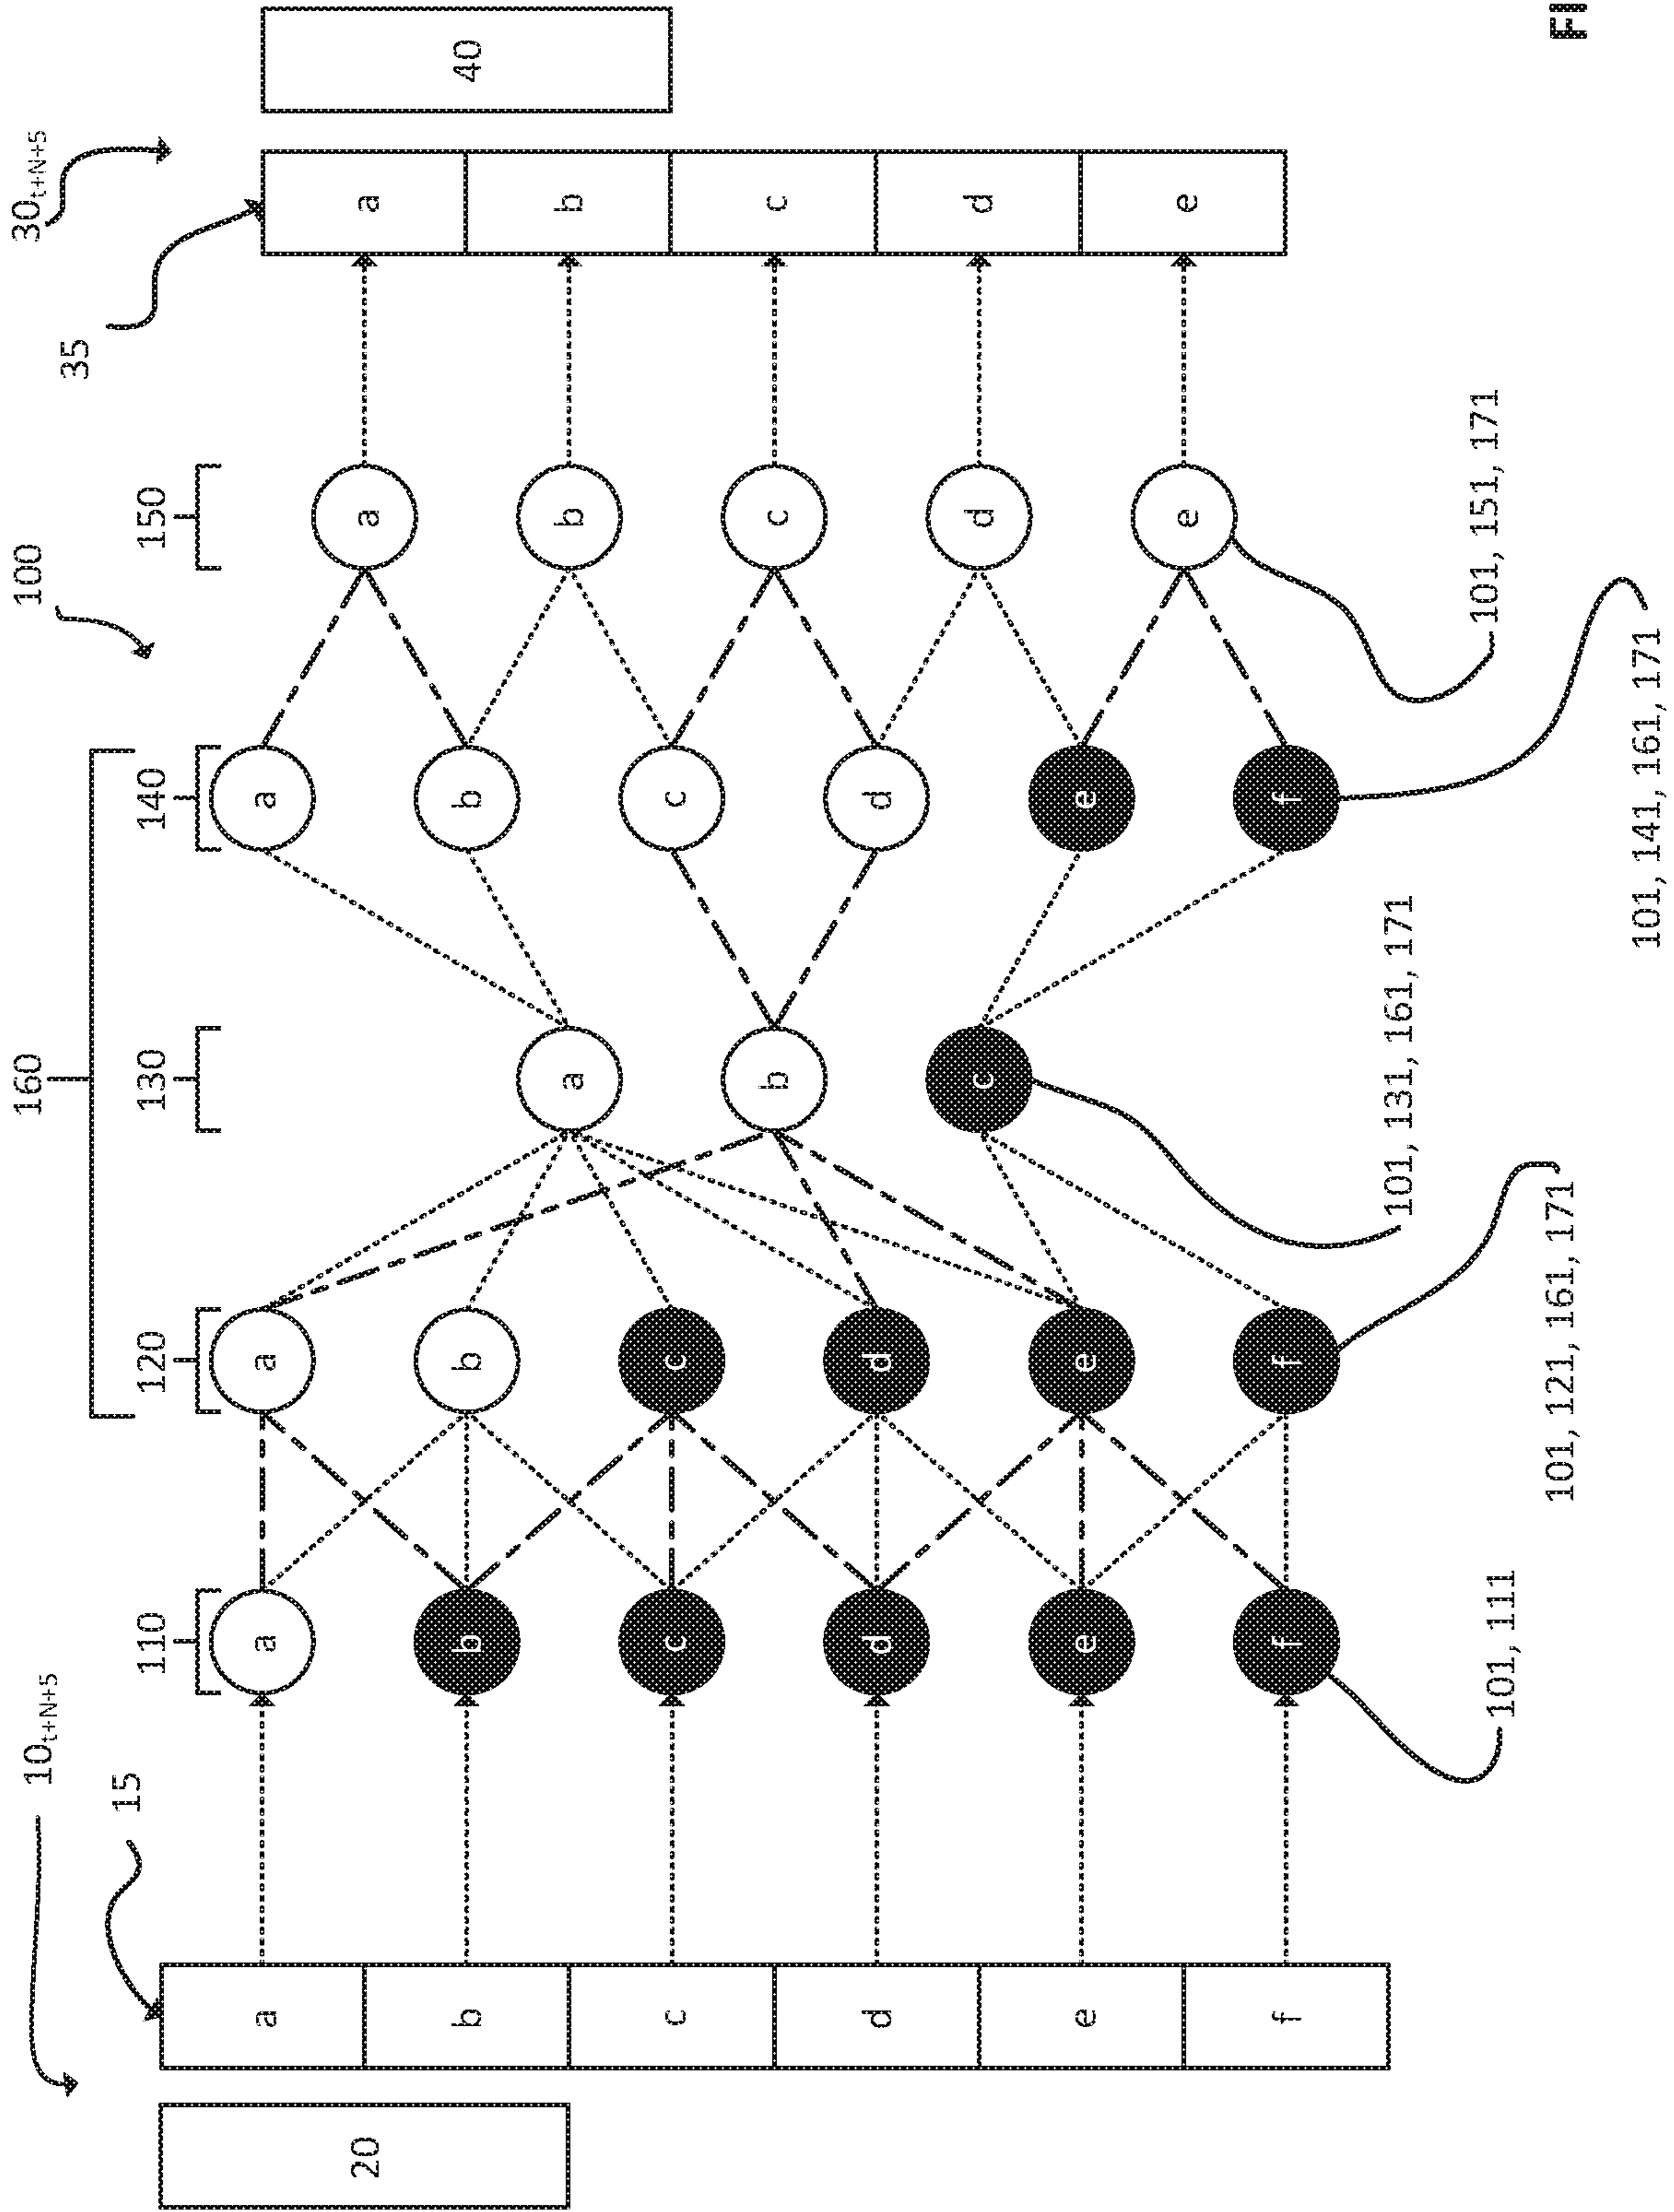 10t+N+5 160 100 30t+N+5
15 35
110 120 130 140 150
a a a a
20 a a
b b b b 40
a b b
c c c c
b c c
d d d d
c d d
e e e e
e e
f f f f
101, 131, 161, 171
101, 111 101, 151, 171
101, 121, 161, 171
101, 141, 161, 171